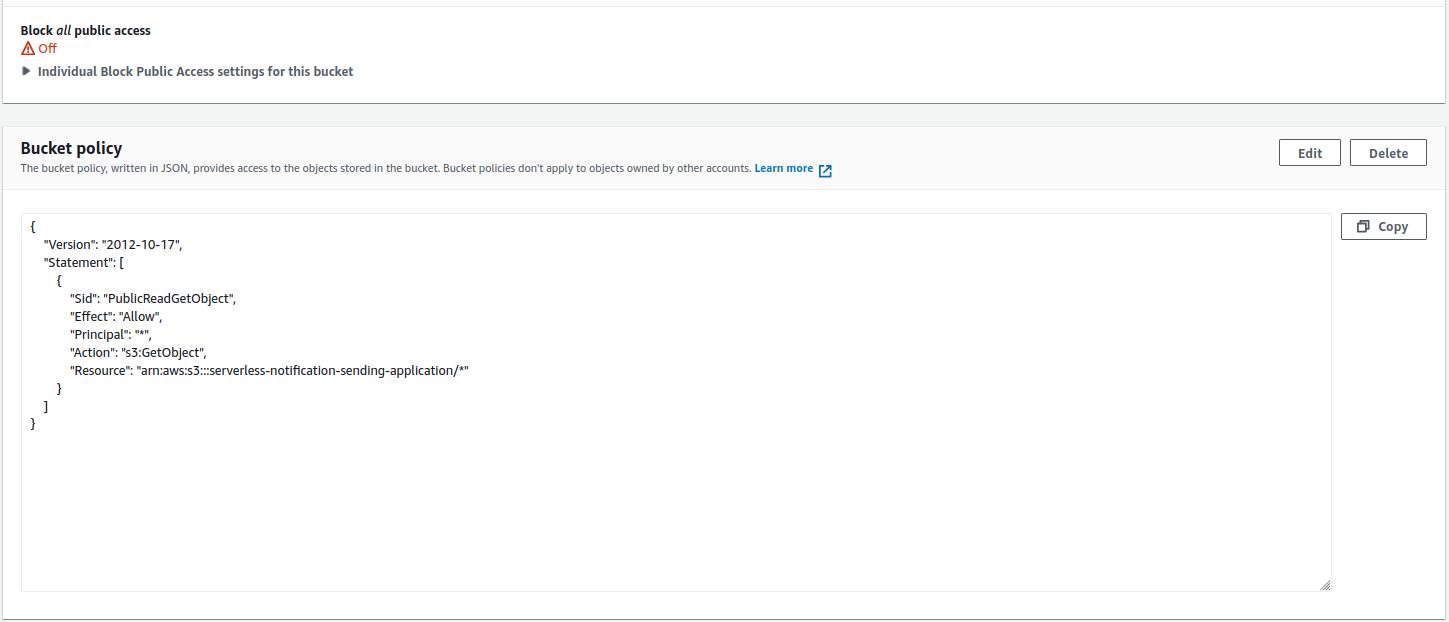 Block all public access
Off
Individual Block Public Access settings for this bucket
Bucket policy
The bucket policy, written in JSON, provides access to the objects stored in the bucket. Bucket policies don't apply to objects owned by other accounts. Learn more
Edit
Delete
{
"Version": "2012-10-17",
"Statement": [
{
"Sid": "PublicReadGetObject",
"Effect": "Allow",
"Principal": "*",
"Action": "s3:GetObject",
"Resource": "arn:aws:s3:::serverless-notification-sending-application/*"
}
]
}
Copy